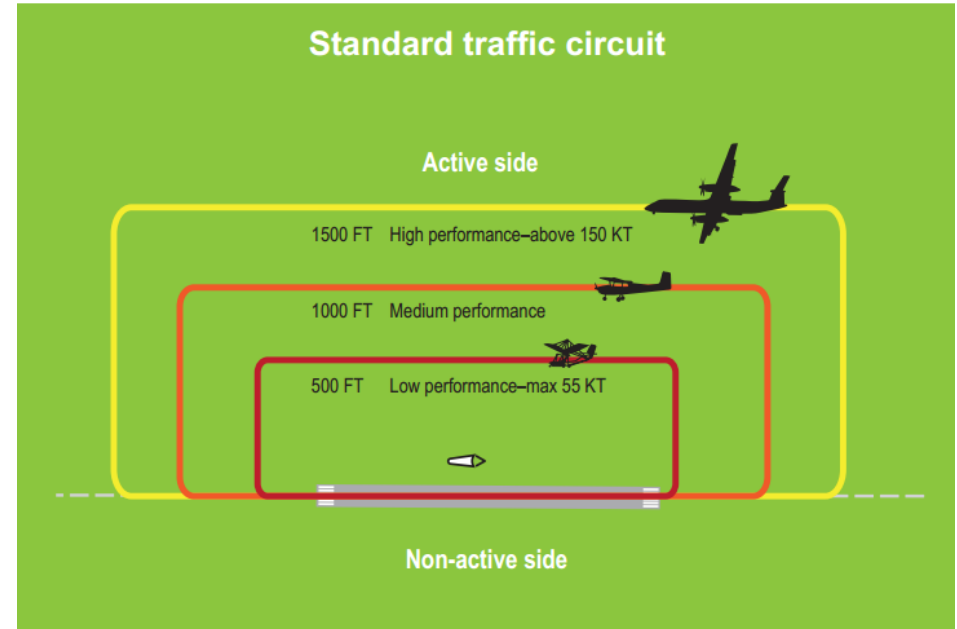 Standard traffic circuit
Active side
1500 FT High performance–above 150 KT
1000 FT Medium performance
500 FT Low performance–max 55 KT
Non-active side